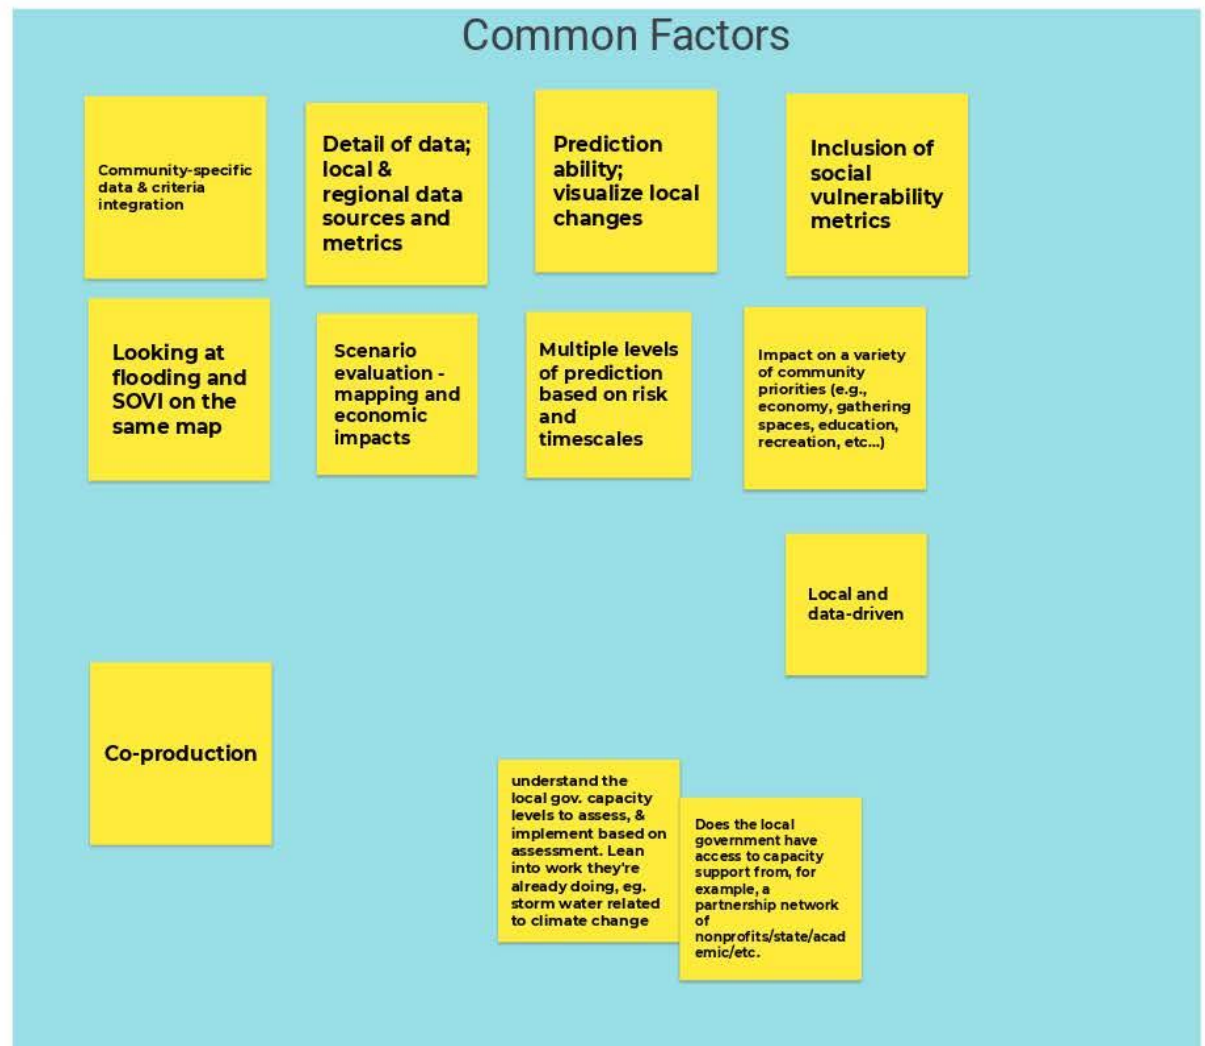 Common Factors
Community-specific
data & criteria
integration
Detail of data;
local &
regional data
sources and
metrics
Prediction
ability;
visualize local
changes
Inclusion of
social
vulnerability
metrics
Looking at
flooding and
SOVI on the
same map
Scenario
evaluation -
mapping and
economic
impacts
Multiple levels
of prediction
based on risk
and
timescales
Impact on a variety
of community
priorities (e.g.,
economy, gathering
spaces, education,
recreation, etc...)
Local and
data-driven
Co-production
understand the
local gov. capacity
levels to assess, &
implement based on
assessment. Lean
into work they're
already doing, eg.
storm water related
to climate change
Does the local
government have
access to capacity
support from, for
example, a
partnership network
of
nonprofits/state/acad
emic/etc.